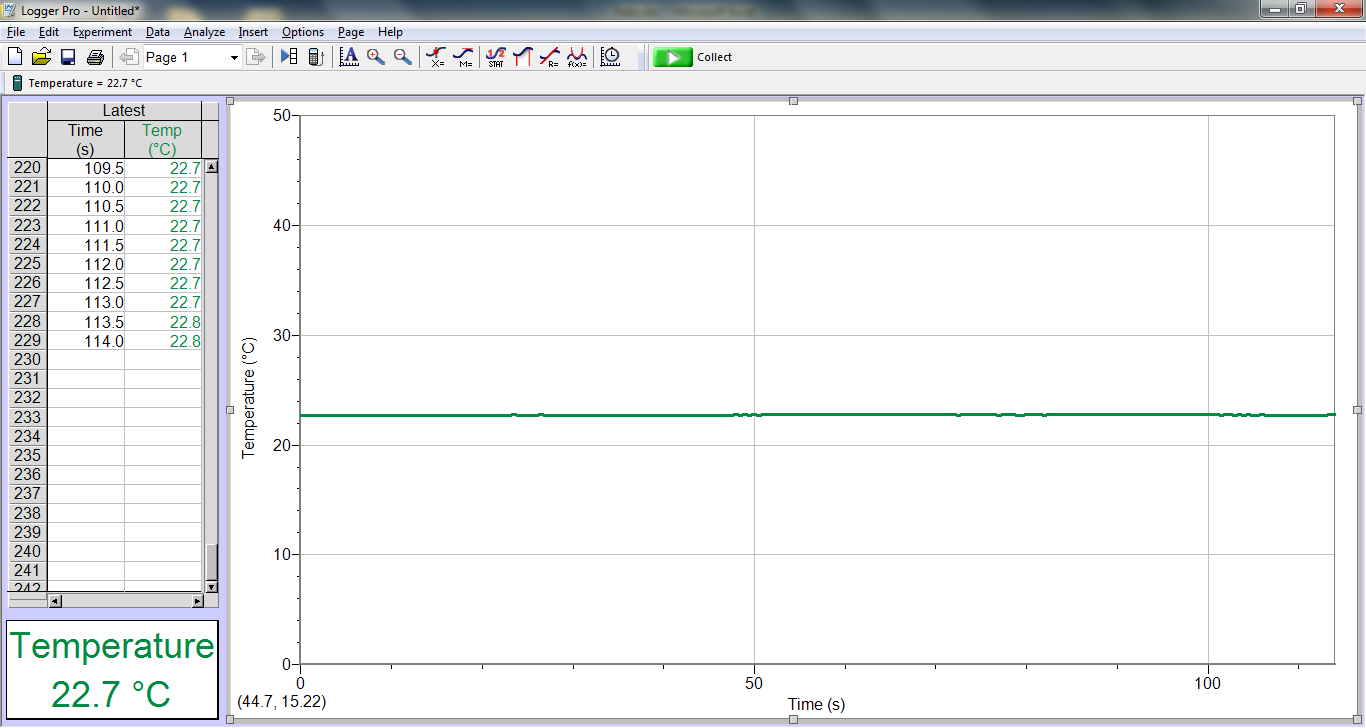 Logger Pro - Untitled*
File Edit Experiment Data Analyze Insert Options Page Help
Page 1 X= M= STAT R= f(x)= Collect
Temperature = 22.7 °C
Latest
Time Temp
(s) (°C)
220 109.5 22.7
221 110.0 22.7
222 110.5 22.7
223 111.0 22.7
224 111.5 22.7
225 112.0 22.7
226 112.5 22.7
227 113.0 22.7
228 113.5 22.8
229 114.0 22.8
230
231
232
233
234
235
236
237
238
239
240
241
242
Temperature
22.7 °C
50
40
30
20
10
0
Temperature (°C)
0 50 100
(44.7, 15.22)
Time (s)